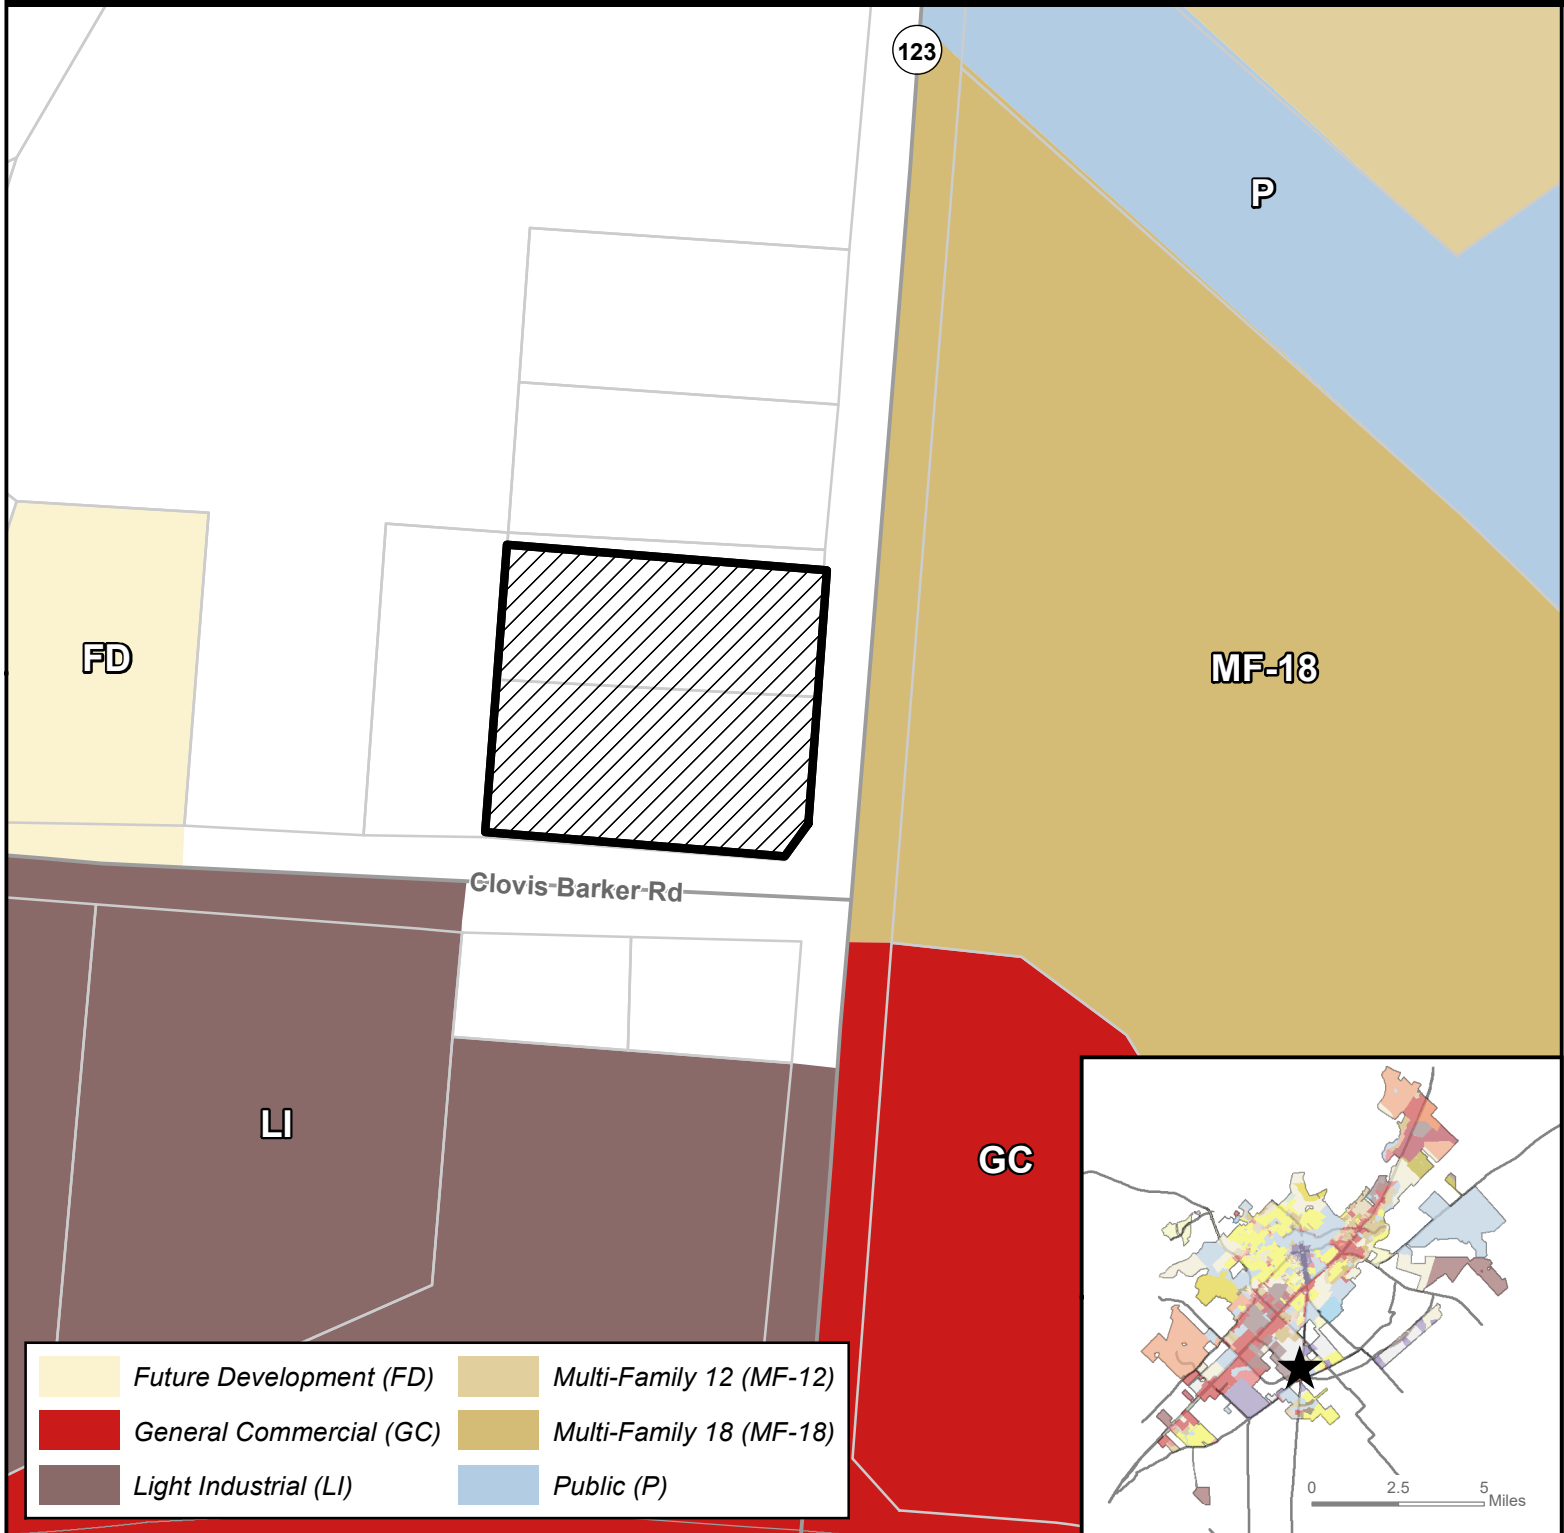 123
P
FD
MF-18
Clovis Barker Rd
LI
GC
Future Development (FD)
General Commercial (GC)
Light Industrial (LI)
Multi-Family 12 (MF-12)
Multi-Family 18 (MF-18)
Public (P)
0 2.5 5
Miles